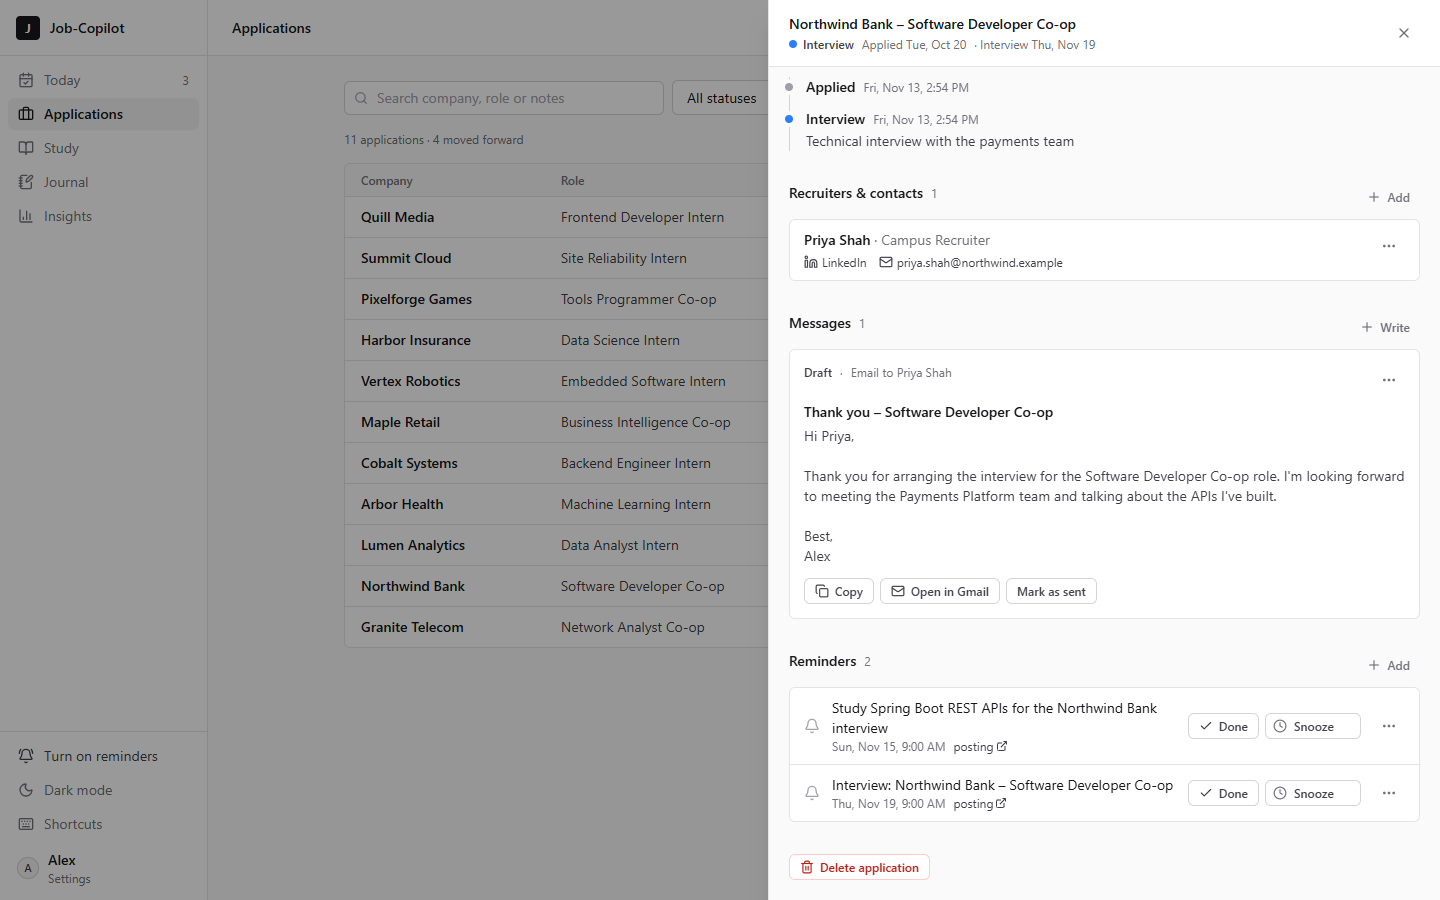 J Job-Copilot
Today 3
Applications
Study
Journal
Insights
Turn on reminders
Dark mode
Shortcuts
A Alex
Settings
Applications
Search company, role or notes
All statuses
11 applications · 4 moved forward
Company Role
Quill Media Frontend Developer Intern
Summit Cloud Site Reliability Intern
Pixelforge Games Tools Programmer Co-op
Harbor Insurance Data Science Intern
Vertex Robotics Embedded Software Intern
Maple Retail Business Intelligence Co-op
Cobalt Systems Backend Engineer Intern
Arbor Health Machine Learning Intern
Lumen Analytics Data Analyst Intern
Northwind Bank Software Developer Co-op
Granite Telecom Network Analyst Co-op
Northwind Bank – Software Developer Co-op
Interview Applied Tue, Oct 20 · Interview Thu, Nov 19
Applied Fri, Nov 13, 2:54 PM
Interview Fri, Nov 13, 2:54 PM
Technical interview with the payments team
Recruiters & contacts 1
Add
Priya Shah · Campus Recruiter
LinkedIn priya.shah@northwind.example
Messages 1
Write
Draft · Email to Priya Shah
Thank you – Software Developer Co-op
Hi Priya,
Thank you for arranging the interview for the Software Developer Co-op role. I'm looking forward
to meeting the Payments Platform team and talking about the APIs I've built.
Best,
Alex
Copy Open in Gmail Mark as sent
Reminders 2
Add
Study Spring Boot REST APIs for the Northwind Bank
interview
Sun, Nov 15, 9:00 AM posting
Done Snooze
Interview: Northwind Bank – Software Developer Co-op
Thu, Nov 19, 9:00 AM posting
Done Snooze
Delete application